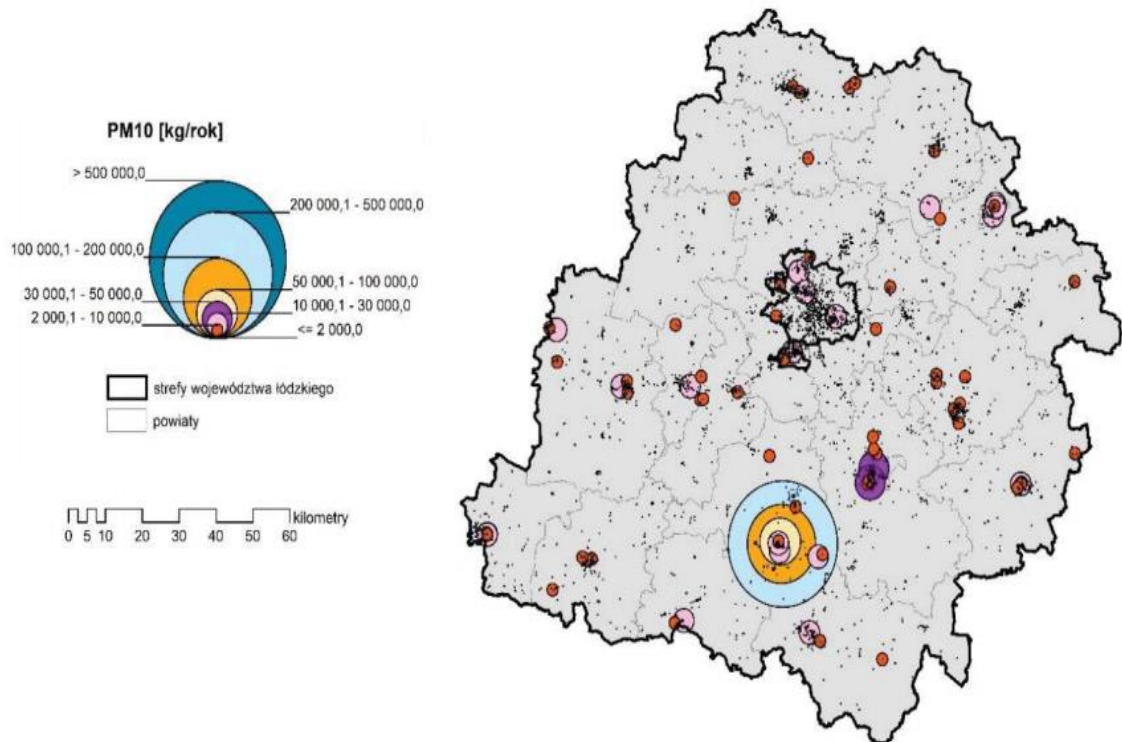 PM10 [kg/rok]
> 500 000,0
200 000,1 - 500 000,0
100 000,1 - 200 000,0
50 000,1 - 100 000,0
30 000,1 - 50 000,0
10 000,1 - 30 000,0
2 000,1 - 10 000,0
<= 2 000,0
strefy województwa łódzkiego
powiaty
kilometry
0 5 10 20 30 40 50 60